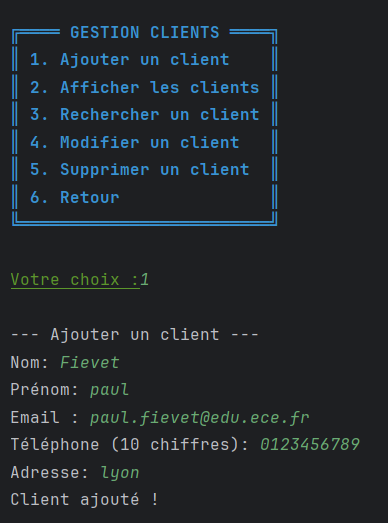 GESTION CLIENTS
1. Ajouter un client
2. Afficher les clients
3. Rechercher un client
4. Modifier un client
5. Supprimer un client
6. Retour
Votre choix :1
--- Ajouter un client ---
Nom: Fievet
Prénom: paul
Email : paul.fievet@edu.ece.fr
Téléphone (10 chiffres): 0123456789
Adresse: lyon
Client ajouté !